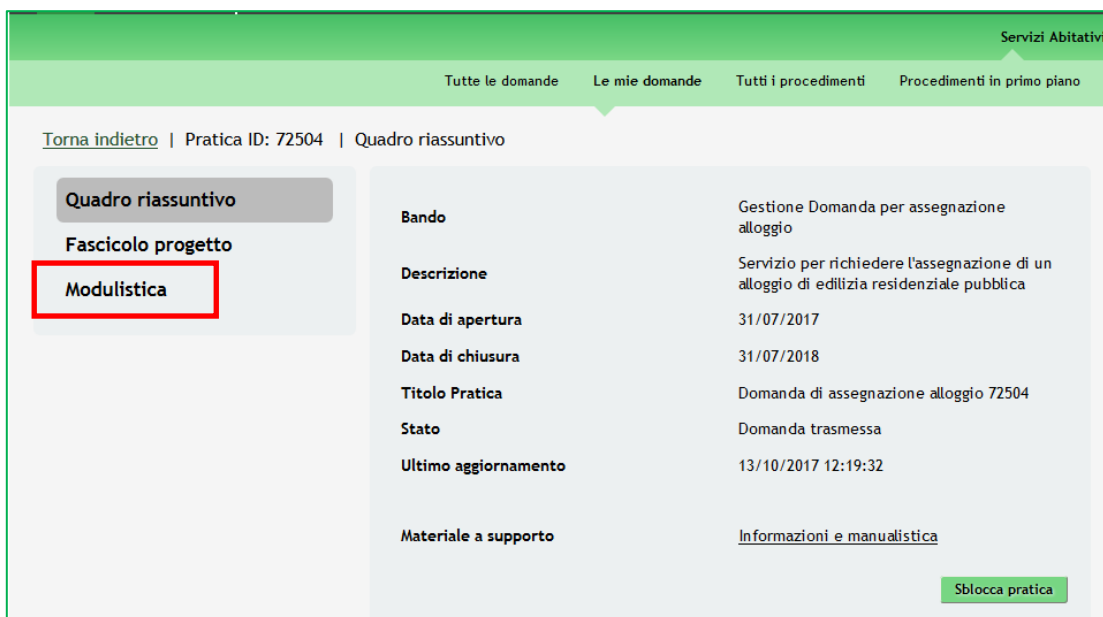 Servizi Abitativi
Tutte le domande Le mie domande Tutti i procedimenti Procedimenti in primo piano
Torna indietro | Pratica ID: 72504 | Quadro riassuntivo
Quadro riassuntivo
Fascicolo progetto
Modulistica
Bando Gestione Domanda per assegnazione
alloggio
Descrizione Servizio per richiedere l'assegnazione di un
alloggio di edilizia residenziale pubblica
Data di apertura 31/07/2017
Data di chiusura 31/07/2018
Titolo Pratica Domanda di assegnazione alloggio 72504
Stato Domanda trasmessa
Ultimo aggiornamento 13/10/2017 12:19:32
Materiale a supporto Informazioni e manualistica
Sblocca pratica